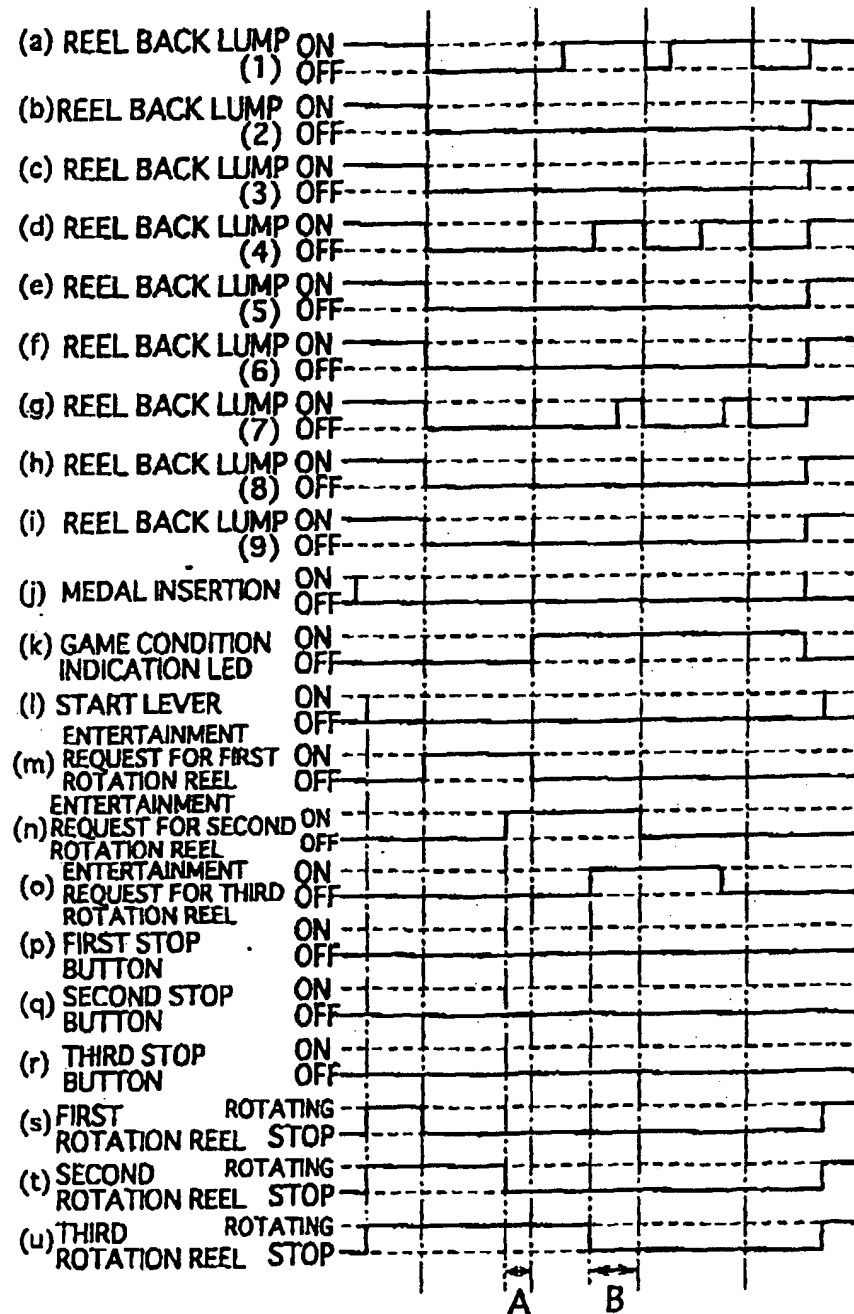 (a) REEL BACK LUMP ON
(1) OFF
(b) REEL BACK LUMP ON
(2) OFF
(c) REEL BACK LUMP ON
(3) OFF
(d) REEL BACK LUMP ON
(4) OFF
(e) REEL BACK LUMP ON
(5) OFF
(f) REEL BACK LUMP ON
(6) OFF
(g) REEL BACK LUMP ON
(7) OFF
(h) REEL BACK LUMP ON
(8) OFF
(i) REEL BACK LUMP ON
(9) OFF
(j) MEDAL INSERTION ON
OFF
(k) GAME CONDITION ON
INDICATION LED OFF
(l) START LEVER ON
OFF
ENTERTAINMENT
(m) REQUEST FOR FIRST ON
ROTATION REEL OFF
ENTERTAINMENT ON
(n) REQUEST FOR SECOND
ROTATION REEL OFF
ENTERTAINMENT ON
(o) REQUEST FOR THIRD OFF
ROTATION REEL
(p) FIRST STOP ON
BUTTON OFF
(q) SECOND STOP ON
BUTTON OFF
(r) THIRD STOP ON
BUTTON OFF
(s) FIRST ROTATING
ROTATION REEL STOP
(t) SECOND ROTATING
ROTATION REEL STOP
(u) THIRD ROTATING
ROTATION REEL STOP
A B